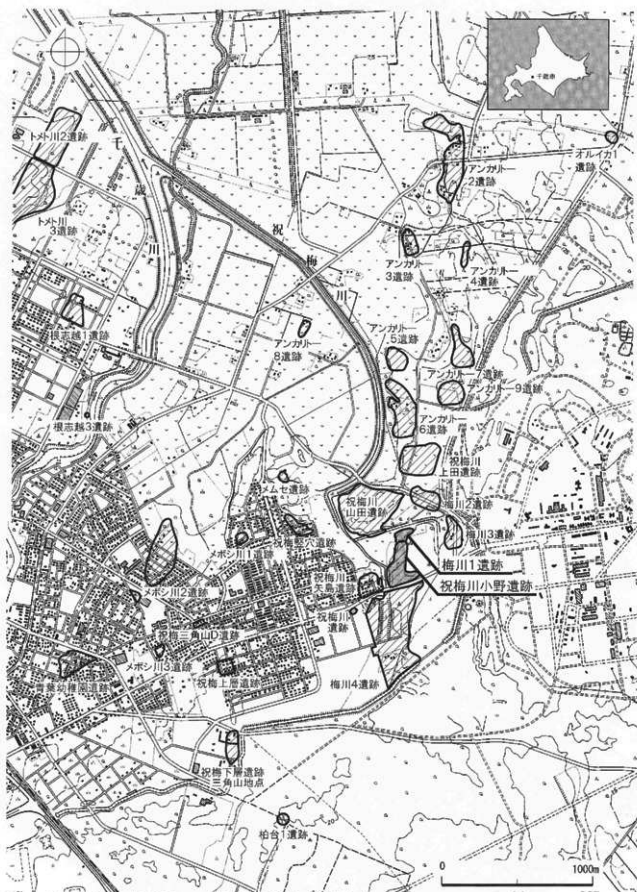 千歳市
トメト川2遺跡
トメト川
3遺跡
千
歳
川
祝
梅
川
根志越1遺跡
根志越3遺跡
アンカリトー
2遺跡
オルイカ1
遺跡
アンカリトー
3遺跡
アンカリトー
4遺跡
アンカリトー
5遺跡
アンカリトー
8遺跡
アンカリトー7遺跡
アンカリトー9遺跡
アンカリトー
6遺跡
祝梅川
上田遺跡
メムセ遺跡
祝梅川
山田遺跡
梅川2遺跡
梅川3遺跡
メボシ川1遺跡
祝梅竪穴遺跡
梅川1遺跡
祝梅川小野遺跡
メボシ川2遺跡
祝梅川
遺跡
祝梅三角山D遺跡
メボシ川3遺跡
祝梅上層遺跡
青葉幼稚園遺跡
梅川4遺跡
祝梅下層遺跡
三角山地点
柏台1遺跡
0
1000m